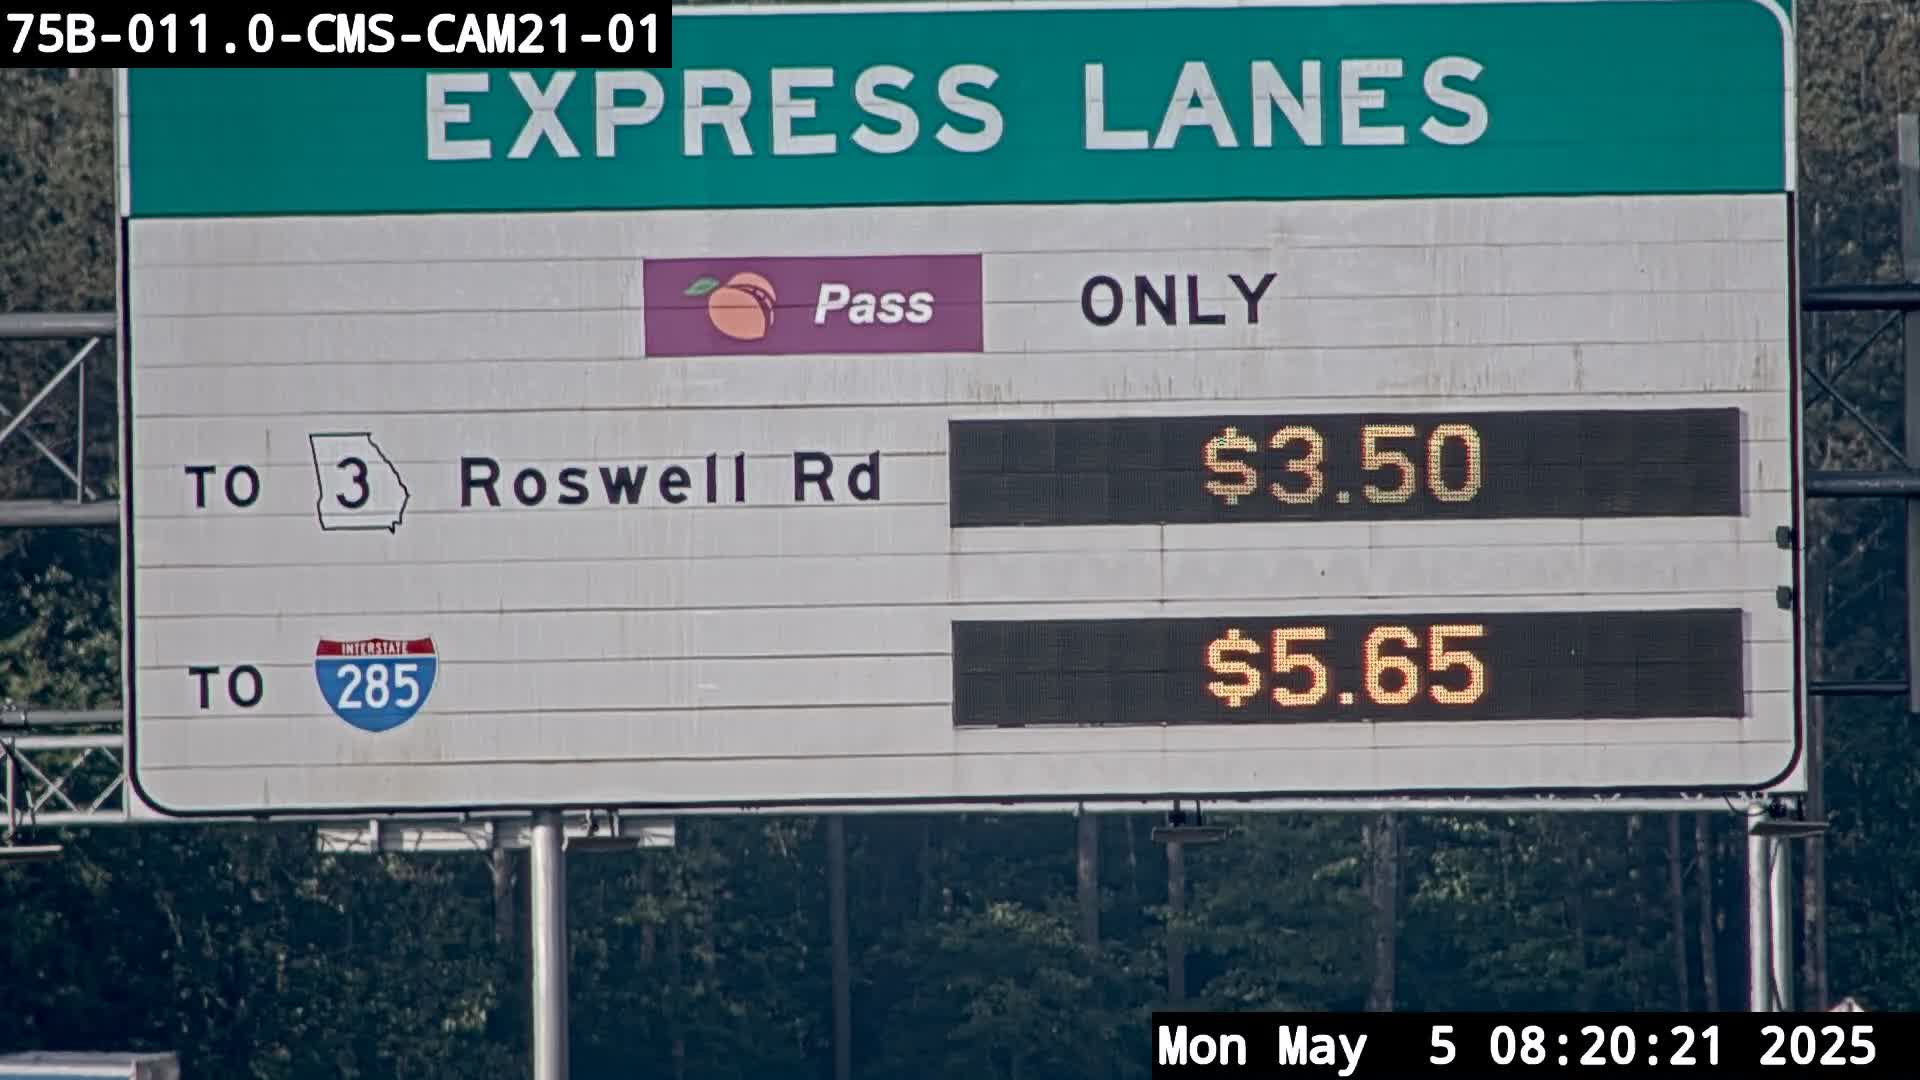 75B-011.0-CMS-CAM21-01
EXPRESS LANES
Pass ONLY
TO 3 Roswell Rd $3.50
TO INTERSTATE 285 $5.65
Mon May 5 08:20:21 2025